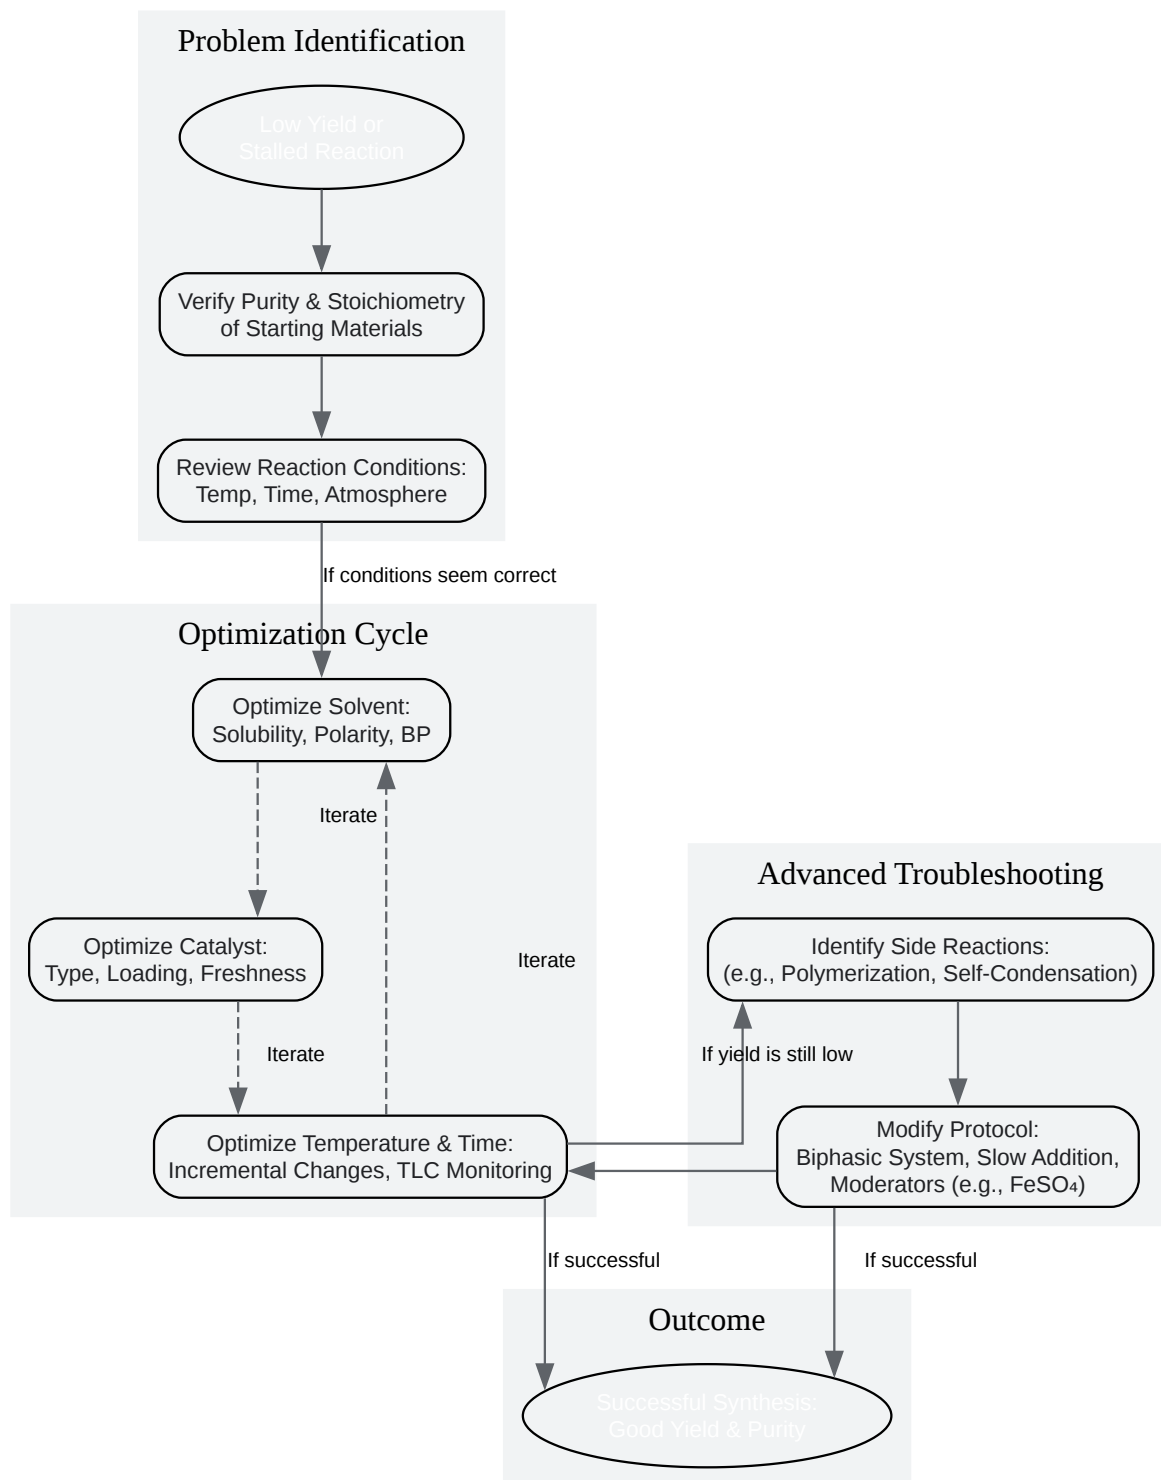 Problem Identification
Low Yield or
Stalled Reaction
Verify Purity & Stoichiometry
of Starting Materials
Review Reaction Conditions:
Temp, Time, Atmosphere
If conditions seem correct
Optimization Cycle
Optimize Solvent:
Solubility, Polarity, BP
Iterate
Advanced Troubleshooting
Optimize Catalyst:
Type, Loading, Freshness
Iterate
Identify Side Reactions:
(e.g., Polymerization, Self-Condensation)
Iterate
If yield is still low
Optimize Temperature & Time:
Incremental Changes, TLC Monitoring
Modify Protocol:
Biphasic System, Slow Addition,
Moderators (e.g., FeSO₄)
If successful
If successful
Outcome
Successful Synthesis:
Good Yield & Purity